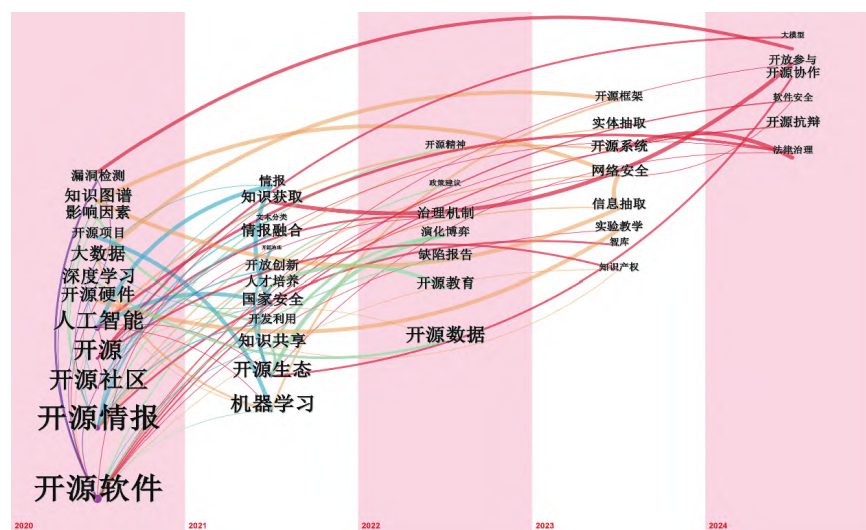 漏洞检测
知识图谱
影响因素
开源项目
大数据
深度学习
开源硬件
人工智能
开源
开源社区
开源情报
开源软件
情报
知识获取
文本分类
情报融合
开放创新
人才培养
国家安全
开发利用
知识共享
开源生态
机器学习
开源精神
政策建议
治理机制
演化博弈
缺陷报告
开源教育
开源数据
开源框架
实体抽取
开源系统
网络安全
信息抽取
实验教学
智库
知识产权
大模型
开放参与
开源协作
软件安全
开源抗辩
法律治理
2020
2021
2022
2023
2024